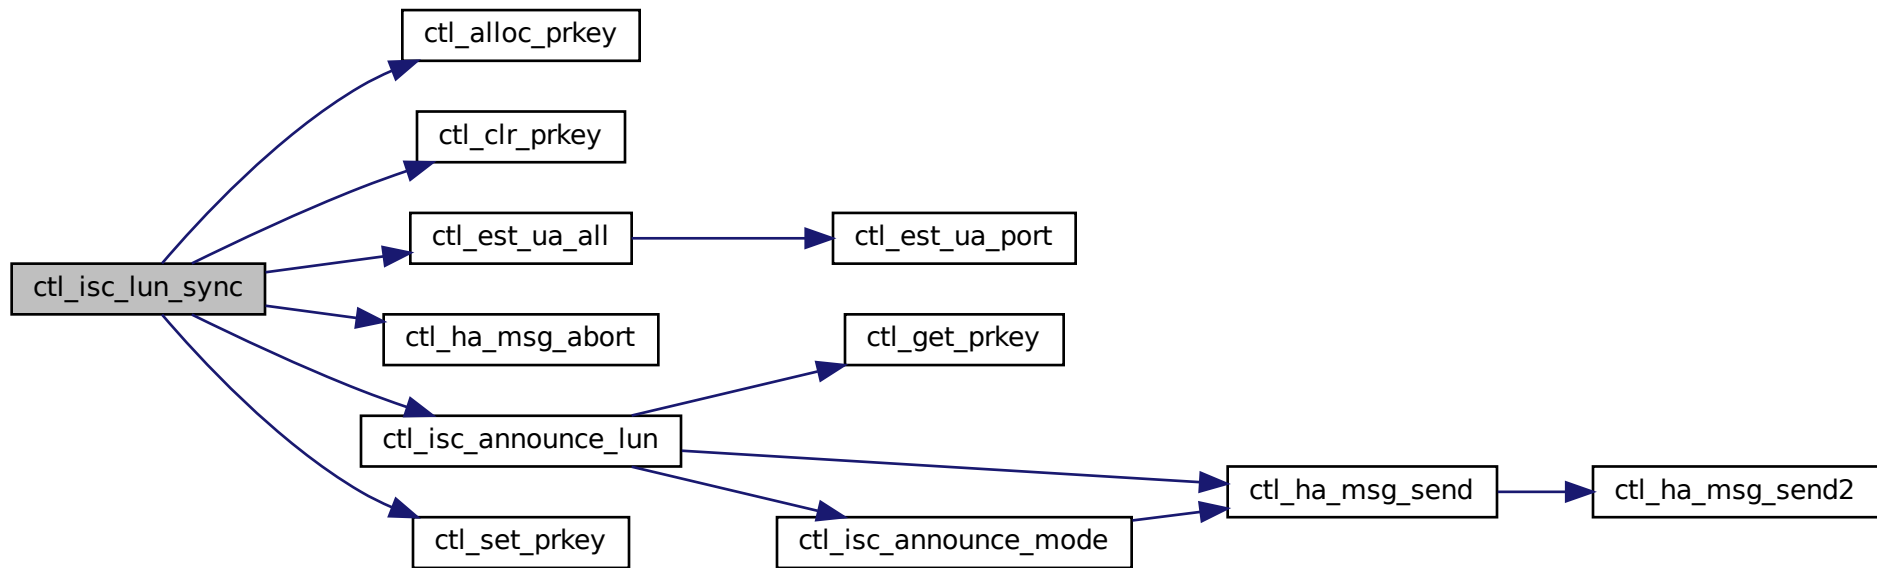 ctl_alloc_prkey
ctl_clr_prkey
ctl_est_ua_all
ctl_est_ua_port
ctl_isc_lun_sync
ctl_ha_msg_abort
ctl_get_prkey
ctl_isc_announce_lun
ctl_ha_msg_send
ctl_ha_msg_send2
ctl_set_prkey
ctl_isc_announce_mode